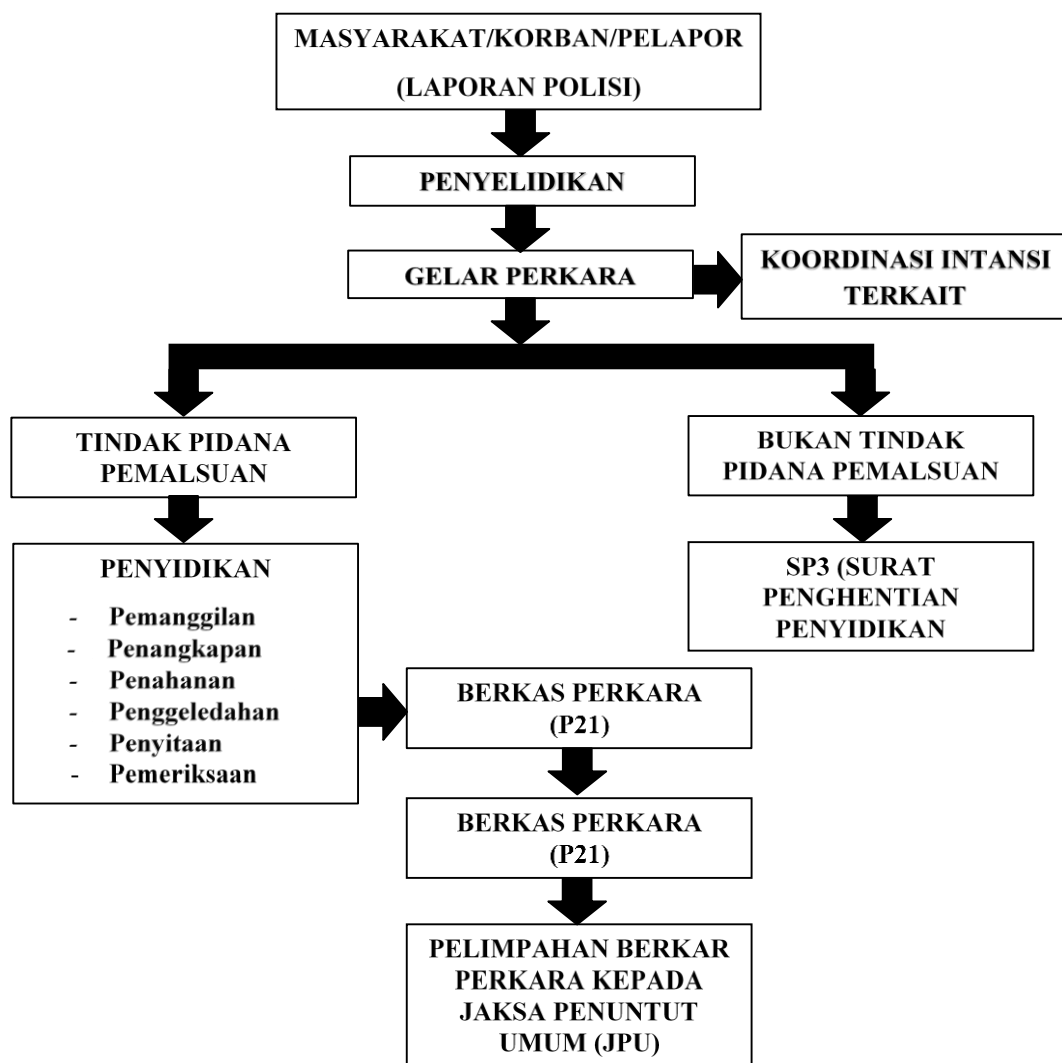 MASYARAKAT/KORBAN/PELAPOR
(LAPORAN POLISI)
PENYELIDIKAN
GELAR PERKARA
KOORDINASI INTANSI
TERKAIT
TINDAK PIDANA
PEMALSUAN
BUKAN TINDAK
PIDANA PEMALSUAN
PENYIDIKAN
- Pemanggilan
- Penangkapan
- Penahanan
- Penggeledahan
- Penyitaan
- Pemeriksaan
SP3 (SURAT
PENGHENTIAN
PENYIDIKAN
BERKAS PERKARA
(P21)
BERKAS PERKARA
(P21)
PELIMPAHAN BERKAR
PERKARA KEPADA
JAKSA PENUNTUT
UMUM (JPU)